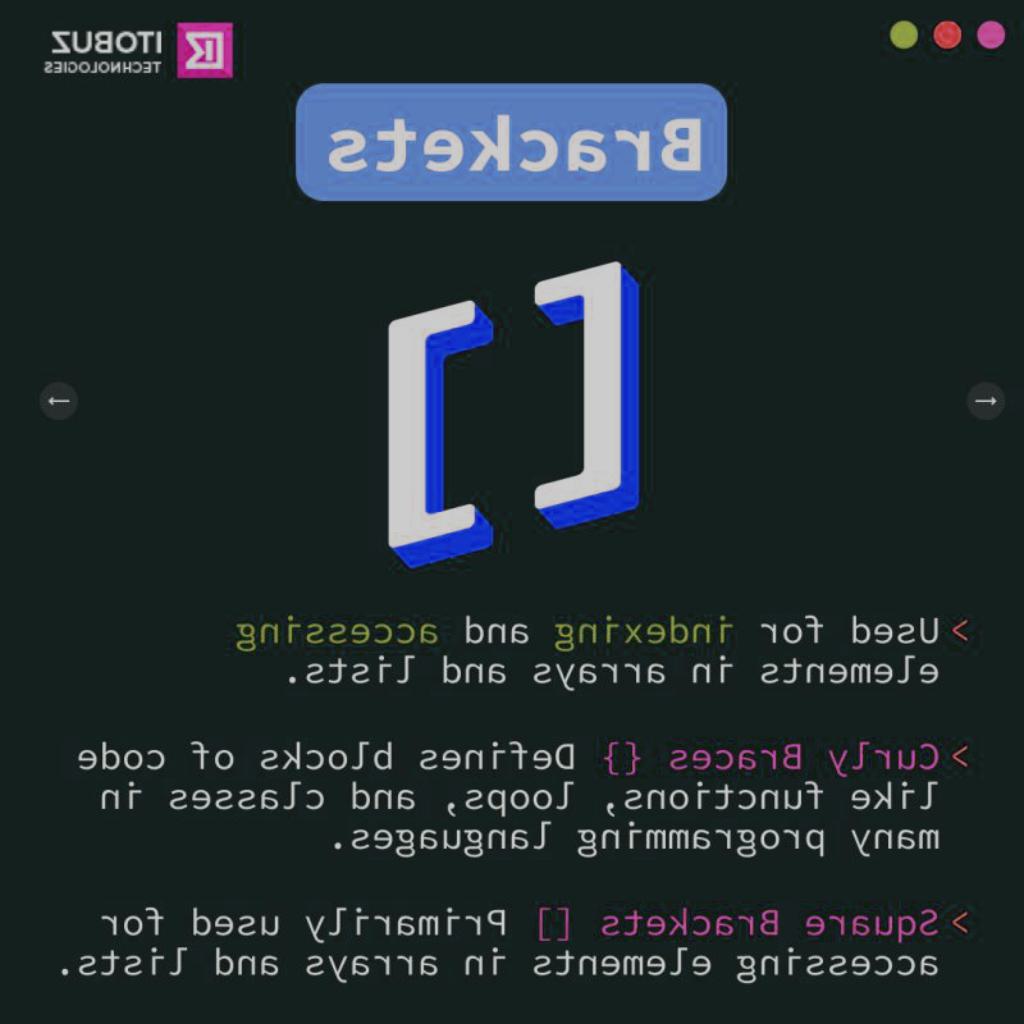 ITOBUZ
TECHNOLOGIES
Brackets
[]
> Used for indexing and accessing
elements in arrays and lists.
> Curly Braces {} Defines blocks of code
like functions, loops, and classes in
many programming languages.
> Square Brackets [] Primarily used for
accessing elements in arrays and lists.